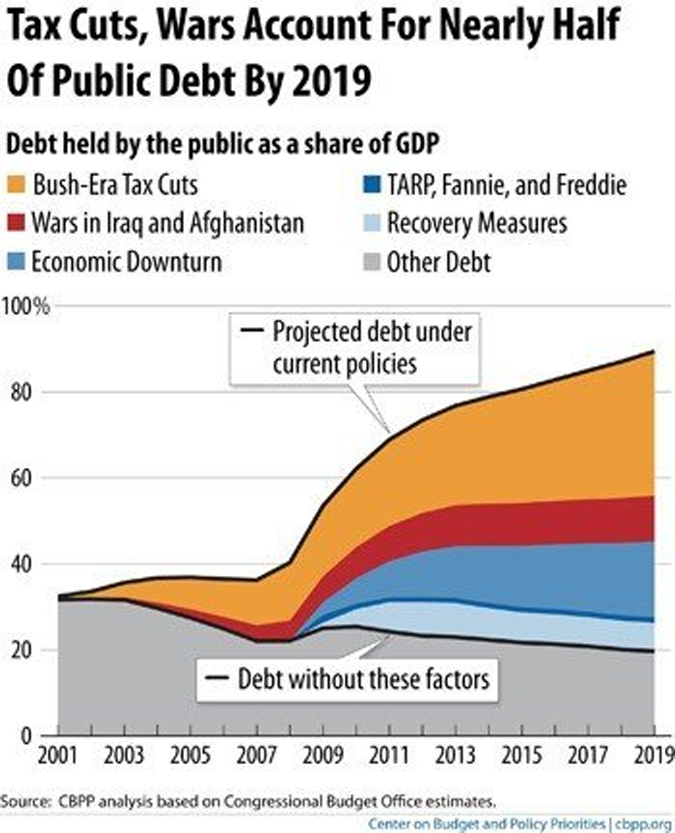 Tax Cuts, Wars Account For Nearly Half
Of Public Debt By 2019
Debt held by the public as a share of GDP
Bush-Era Tax Cuts
TARP, Fannie, and Freddie
Wars in Iraq and Afghanistan
Recovery Measures
Economic Downturn
Other Debt
100%
Projected debt under
current policies
80
60
40
20
Debt without these factors
0
2001 2003 2005 2007 2009 2011 2013 2015 2017 2019
Source: CBPP analysis based on Congressional Budget Office estimates.
Center on Budget and Policy Priorities | cbpp.org